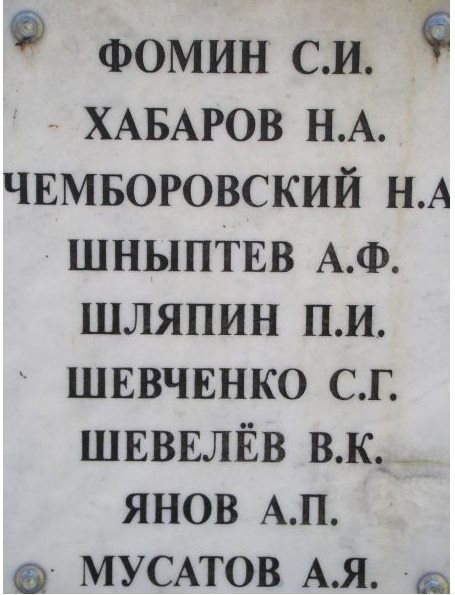 ФОМИН С.И.
ХАБАРОВ Н.А.
ЧЕМБОРОВСКИЙ Н.А
ШНЫПТЕВ А.Ф.
ШЛЯПИН П.И.
ШЕВЧЕНКО С.Г.
ШЕВЕЛЁВ В.К.
ЯНОВ А.П.
МУСАТОВ А.Я.